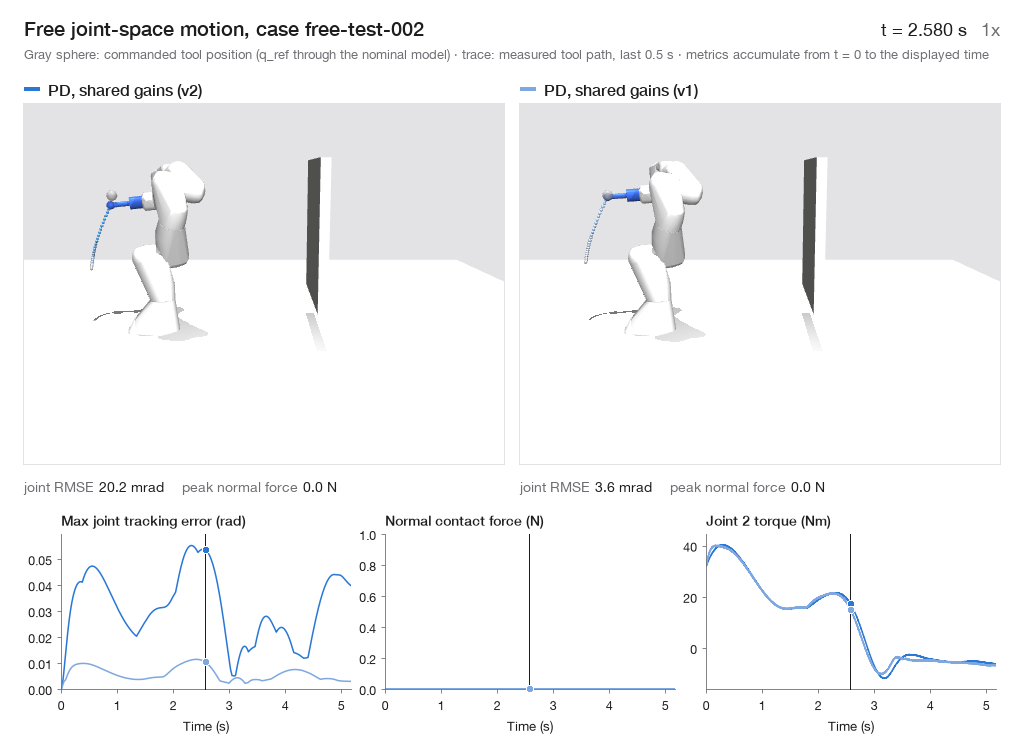 Free joint-space motion, case free-test-002
t = 2.580 s 1x
Gray sphere: commanded tool position (q_ref through the nominal model) · trace: measured tool path, last 0.5 s · metrics accumulate from t = 0 to the displayed time
PD, shared gains (v2)
PD, shared gains (v1)
joint RMSE 20.2 mrad peak normal force 0.0 N
joint RMSE 3.6 mrad peak normal force 0.0 N
Max joint tracking error (rad)
0.05
0.04
0.03
0.02
0.01
0.00
0 1 2 3 4 5
Time (s)
Normal contact force (N)
1.0
0.8
0.6
0.4
0.2
0.0
0 1 2 3 4 5
Time (s)
Joint 2 torque (Nm)
40
20
0
0 1 2 3 4 5
Time (s)